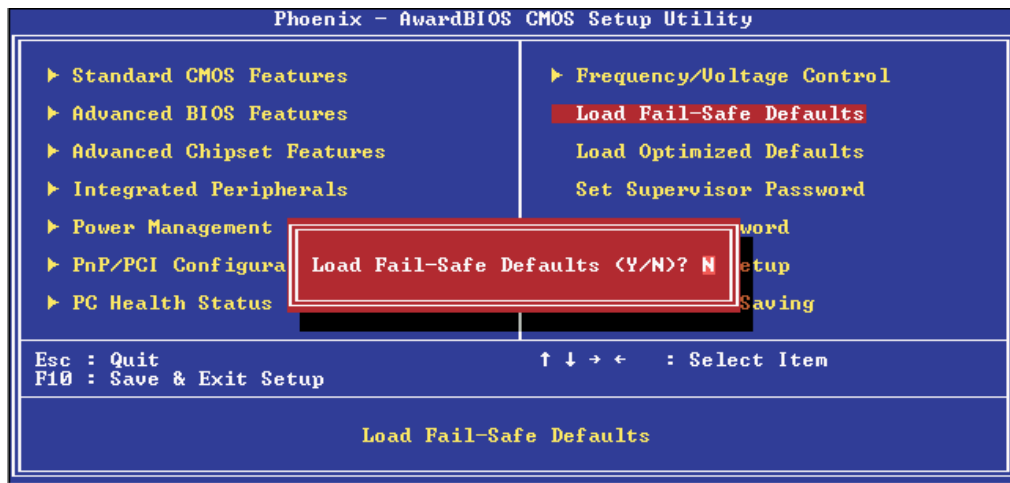 Phoenix - AwardBIOS CMOS Setup Utility
▶ Standard CMOS Features
▶ Advanced BIOS Features
▶ Advanced Chipset Features
▶ Integrated Peripherals
▶ Power Management
▶ PnP/PCI Configura
▶ PC Health Status
▶ Frequency/Voltage Control
Load Fail-Safe Defaults
Load Optimized Defaults
Set Supervisor Password
word
etup
Saving
Load Fail-Safe Defaults (Y/N)? N
Esc : Quit
F10 : Save & Exit Setup
↑ ↓ → ← : Select Item
Load Fail-Safe Defaults